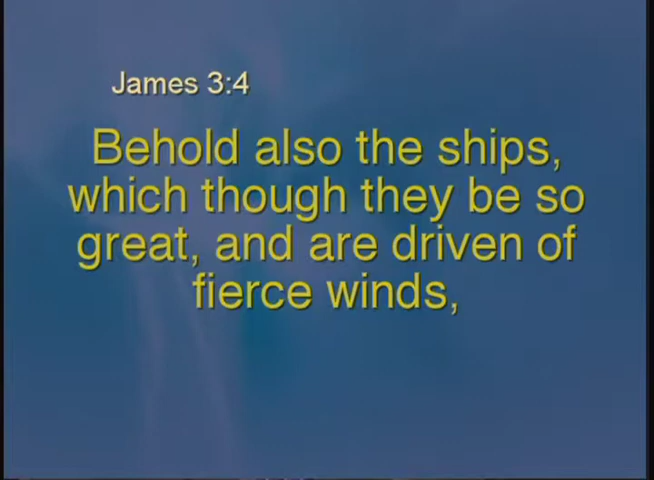 James 3:4
Behold also the ships,
which though they be so
great, and are driven of
fierce winds,